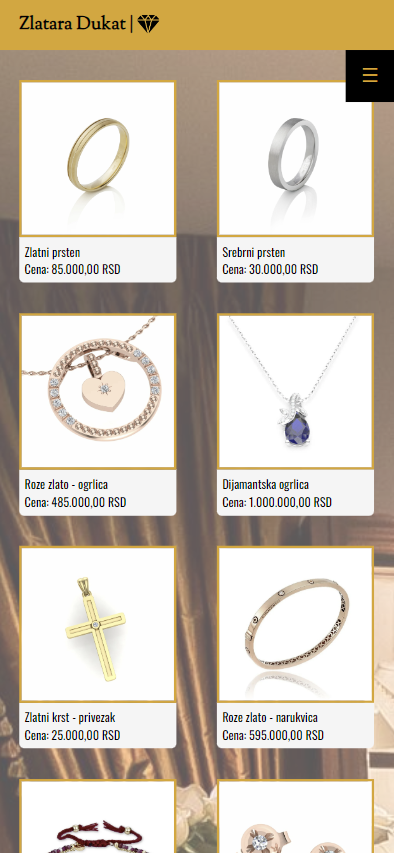 Zlatara Dukat |
Zlatni prsten
Cena: 85.000,00 RSD
Srebrni prsten
Cena: 30.000,00 RSD
Roze zlato - ogrlica
Cena: 485.000,00 RSD
Dijamantska ogrlica
Cena: 1.000.000,00 RSD
Zlatni krst - privezak
Cena: 25.000,00 RSD
Roze zlato - narukvica
Cena: 595.000,00 RSD